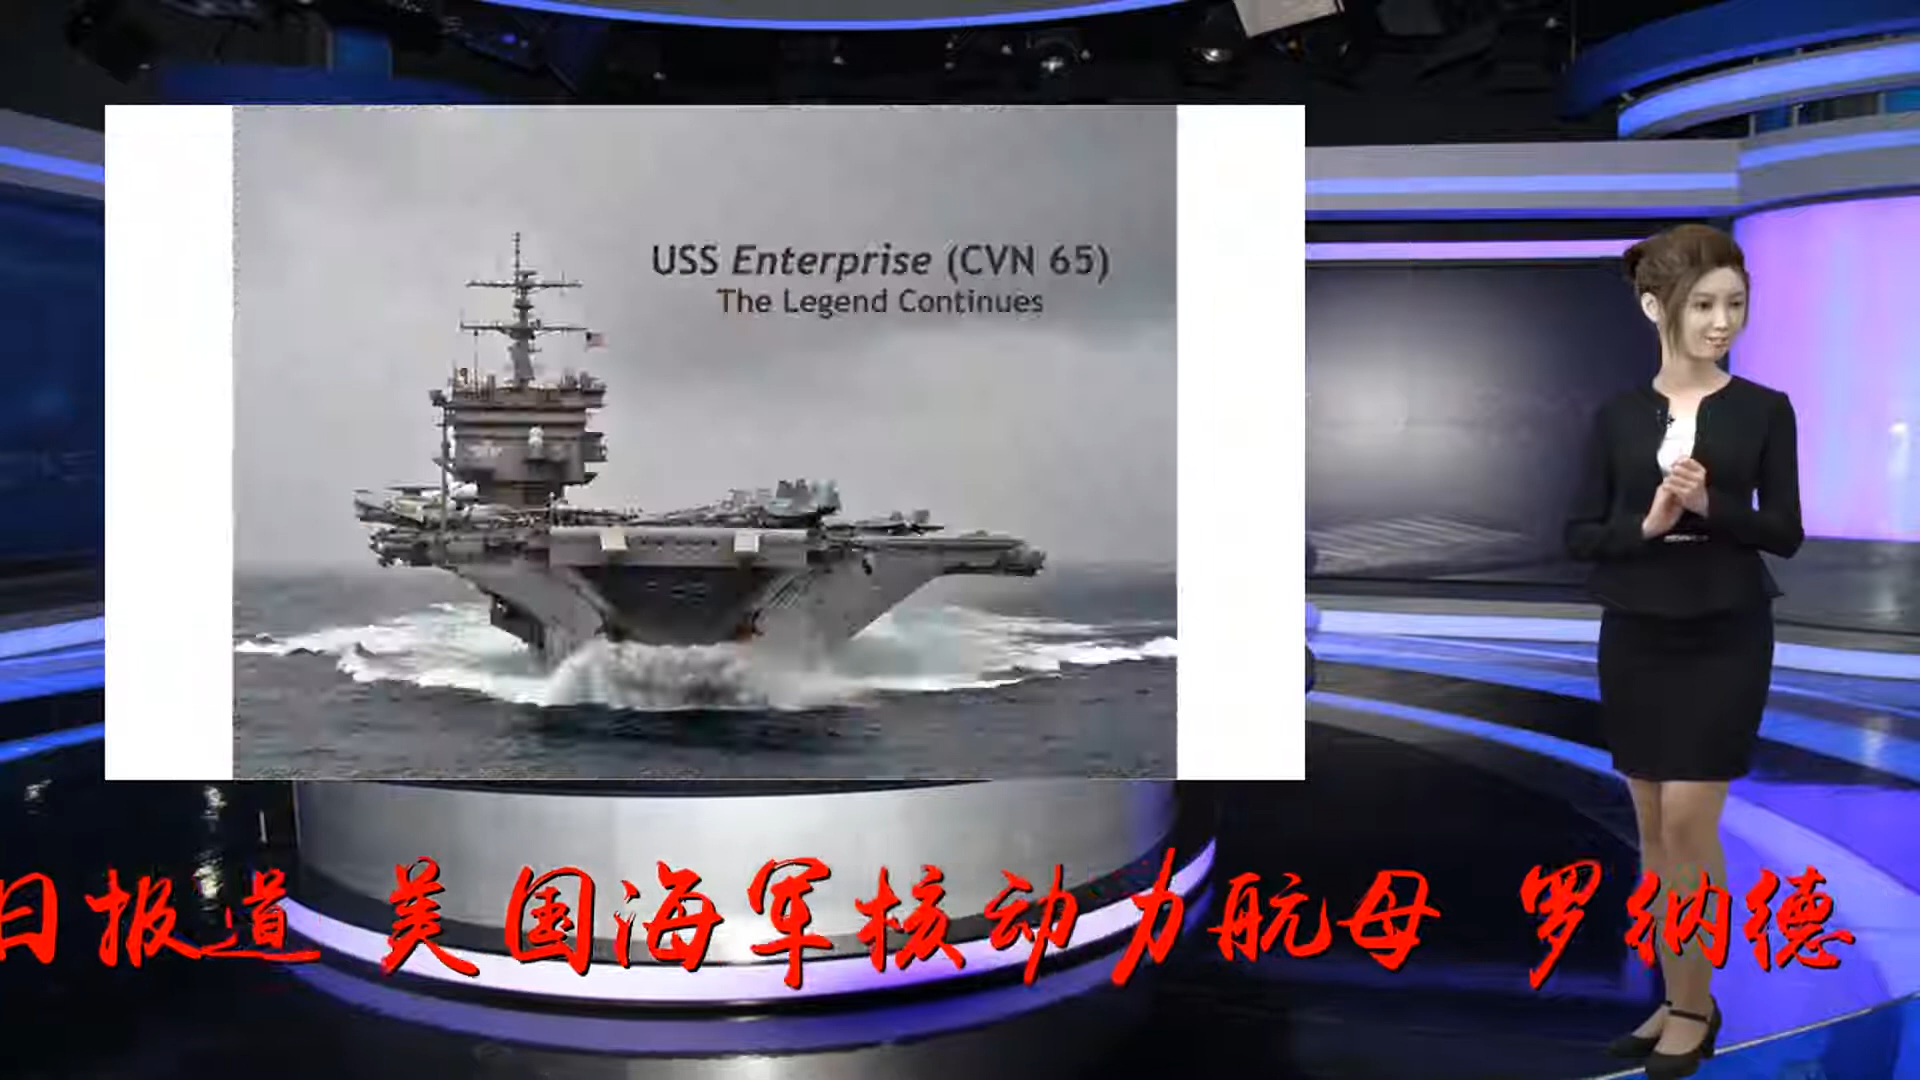 USS Enterprise (CVN 65)
The Legend Continues
日报道 美国海军核动力航母 罗纳德